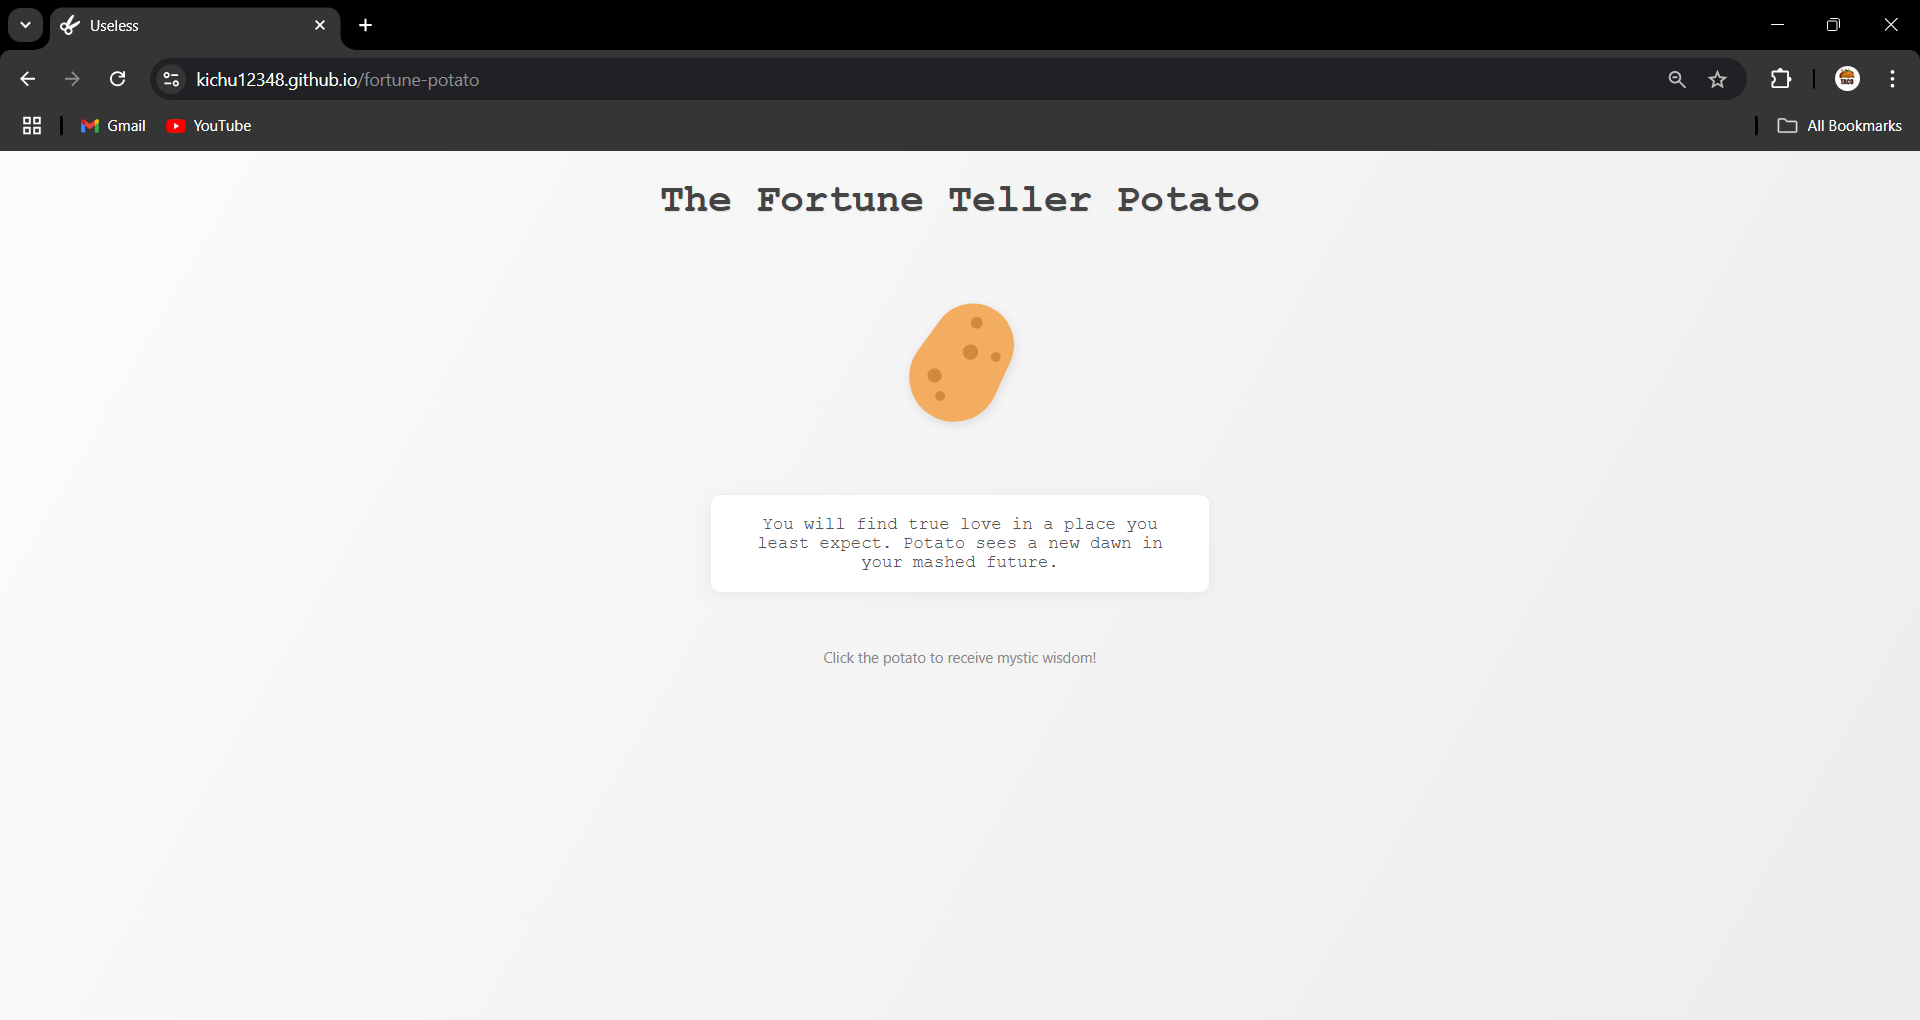 Useless
kichu12348.github.io/fortune-potato
TACO
Gmail
YouTube
All Bookmarks
The Fortune Teller Potato
You will find true love in a place you
least expect. Potato sees a new dawn in
your mashed future.
Click the potato to receive mystic wisdom!